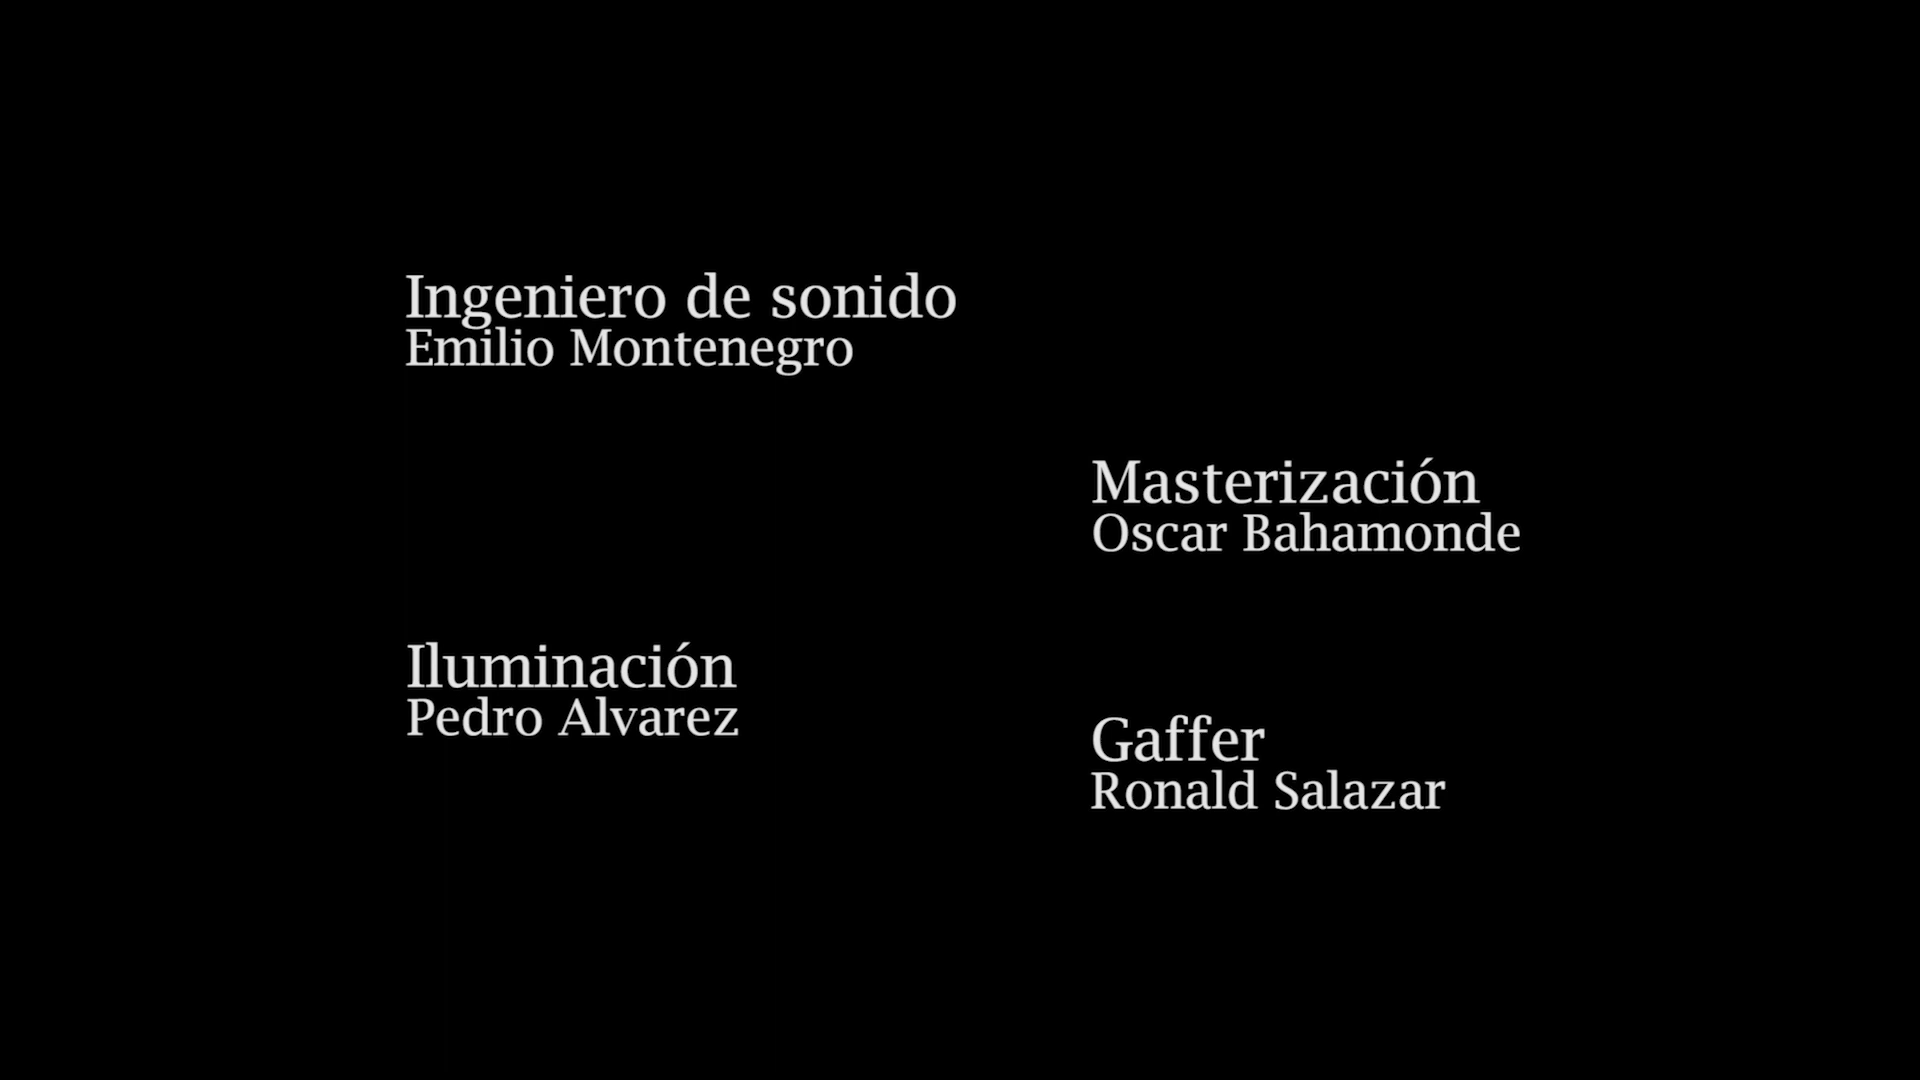 Ingeniero de sonido
Emilio Montenegro
Masterización
Oscar Bahamonde
Iluminación
Pedro Alvarez
Gaffer
Ronald Salazar